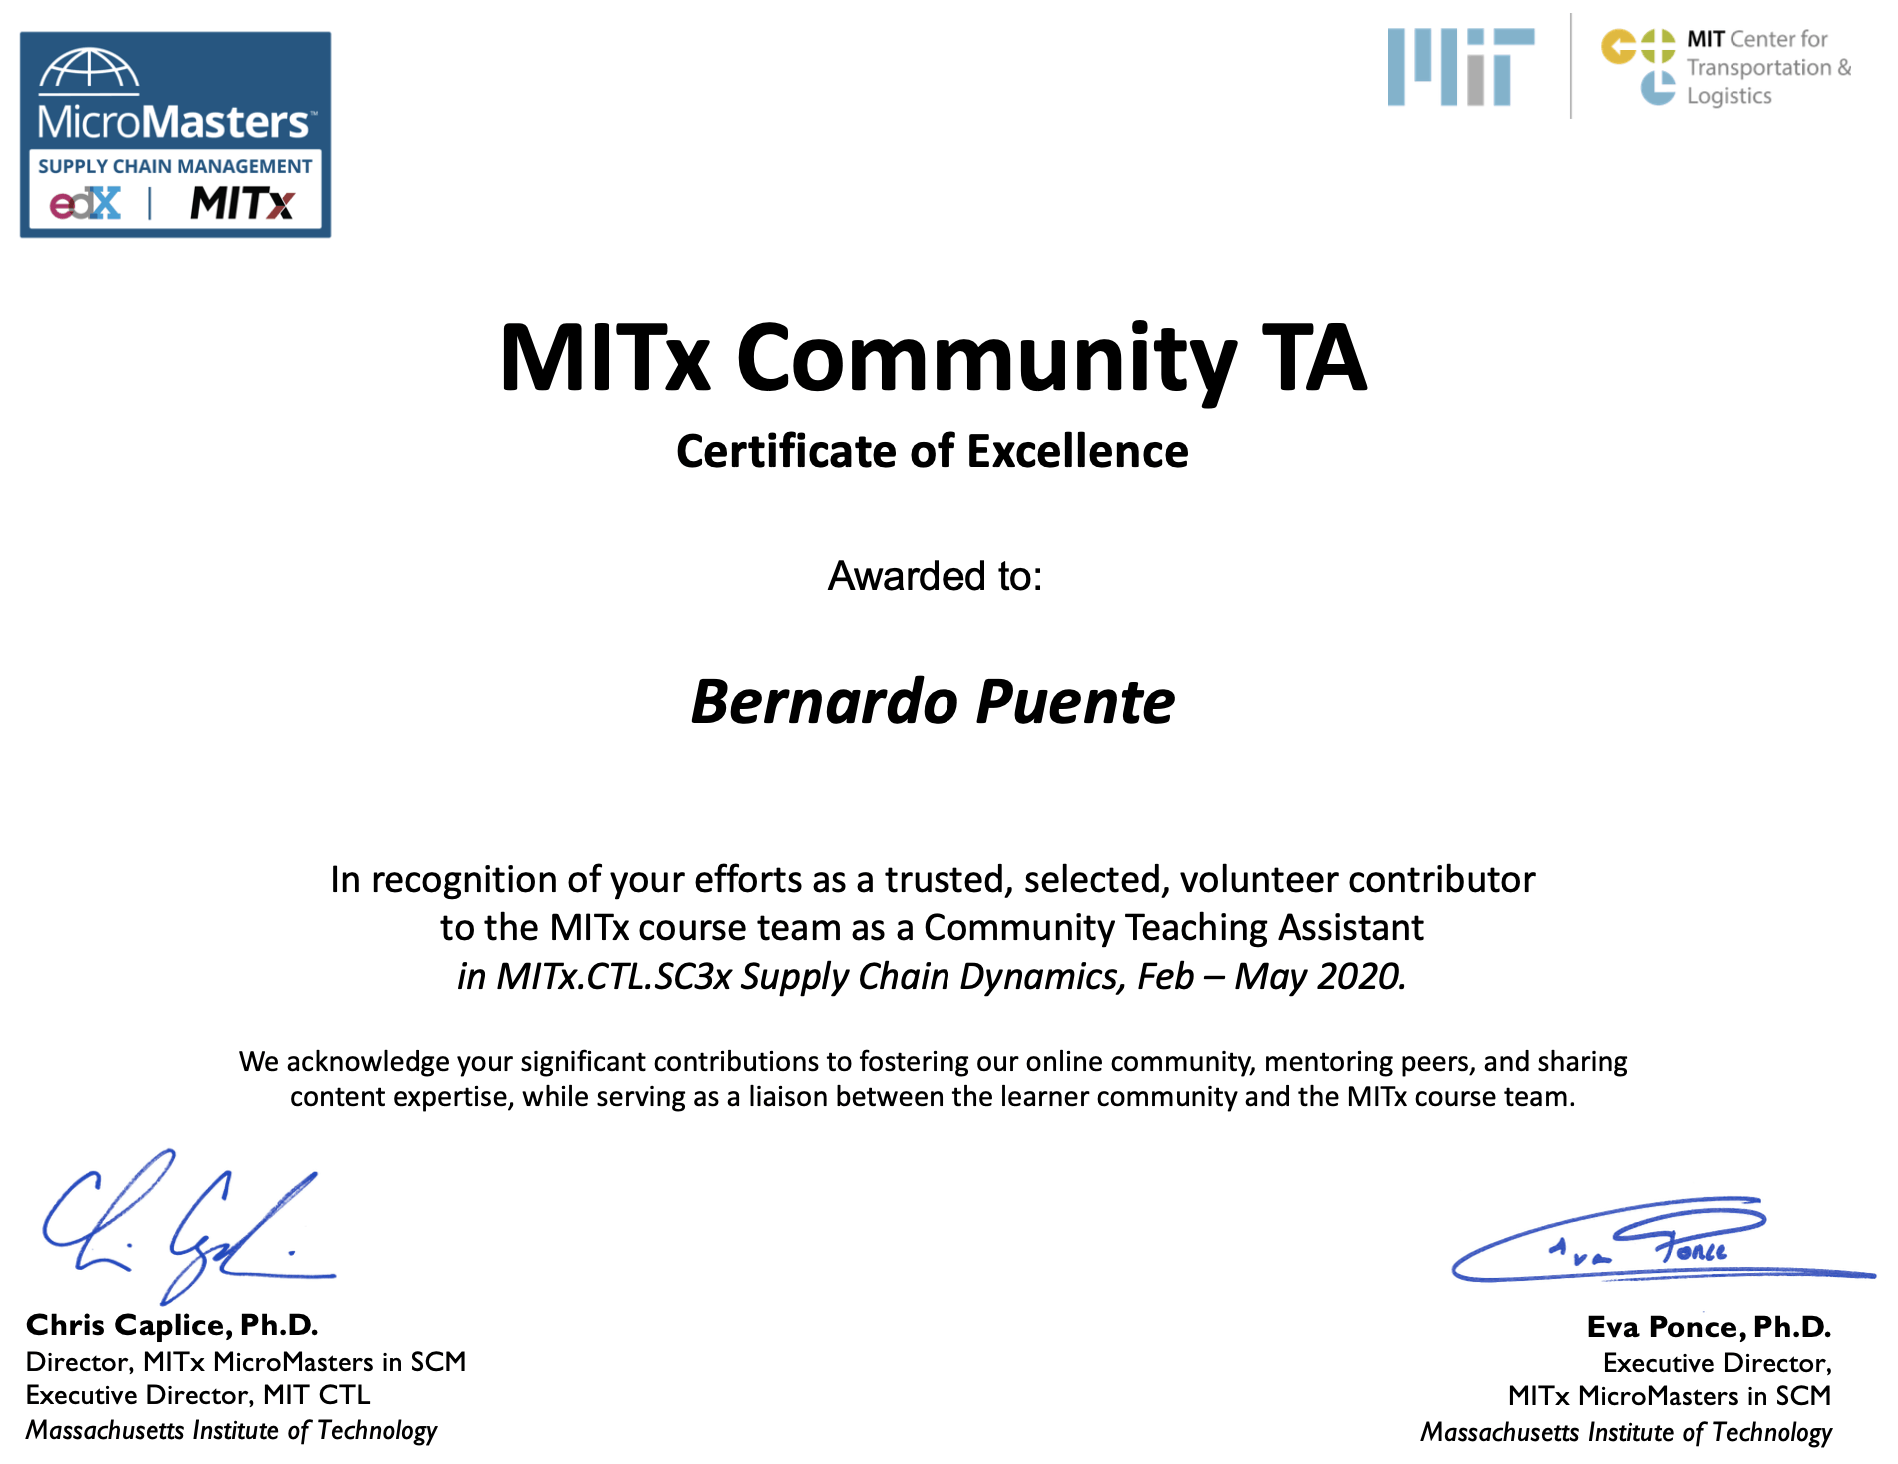 MicroMasters™
SUPPLY CHAIN MANAGEMENT
edX | MITx
MIT
MIT Center for
Transportation &
Logistics
MITx Community TA
Certificate of Excellence
Awarded to:
Bernardo Puente
In recognition of your efforts as a trusted, selected, volunteer contributor
to the MITx course team as a Community Teaching Assistant
in MITx.CTL.SC3x Supply Chain Dynamics, Feb – May 2020.
We acknowledge your significant contributions to fostering our online community, mentoring peers, and sharing
content expertise, while serving as a liaison between the learner community and the MITx course team.
Chris Caplice, Ph.D.
Director, MITx MicroMasters in SCM
Executive Director, MIT CTL
Massachusetts Institute of Technology
Eva Ponce
Eva Ponce, Ph.D.
Executive Director,
MITx MicroMasters in SCM
Massachusetts Institute of Technology